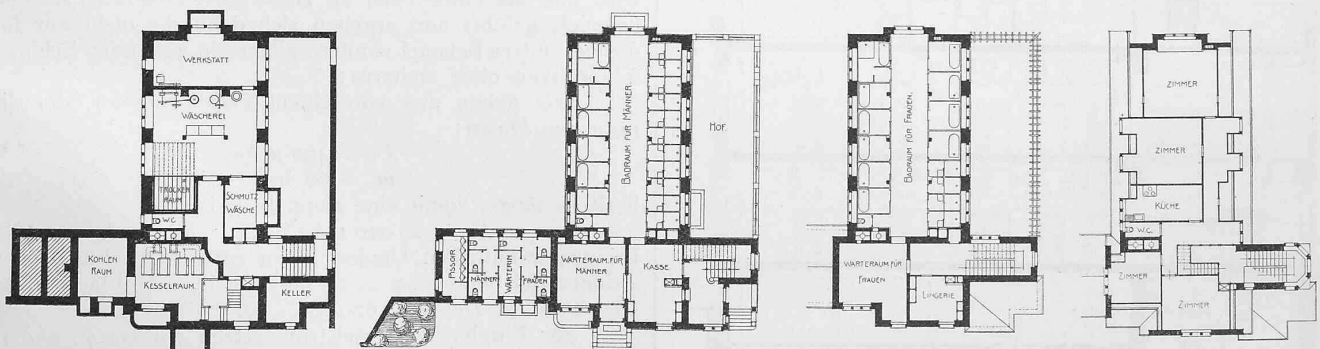 WERKSTATT
WÄSCHEREI
TROCKEN
RAUM
SCHMUTZ
WÄSCHE
W.C.
KOHLEN
RAUM
KESSELRAUM
KELLER
BADRAUM FÜR MÄNNER
HOF.
PISSOIR
MÄNNER
WÄRTERIN
FRAUEN
WARTERAUM FÜR
MÄNNER
KASSE
BADRAUM FÜR FRAUEN.
WARTERAUM FÜR
FRAUEN
LINGERIE
ZIMMER
ZIMMER
KÜCHE
W.C.
ZIMMER
ZIMMER